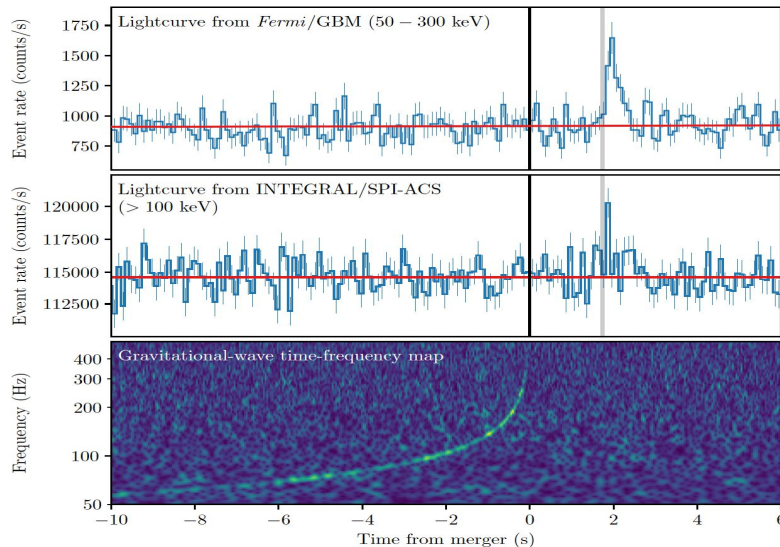 Lightcurve from Fermi/GBM (50 − 300 keV)
Event rate (counts/s)
1750
1500
1250
1000
750
Lightcurve from INTEGRAL/SPI-ACS
(> 100 keV)
Event rate (counts/s)
120000
117500
115000
112500
Gravitational-wave time-frequency map
Frequency (Hz)
400
300
200
100
50
−10 −8 −6 −4 −2 0 2 4 6
Time from merger (s)